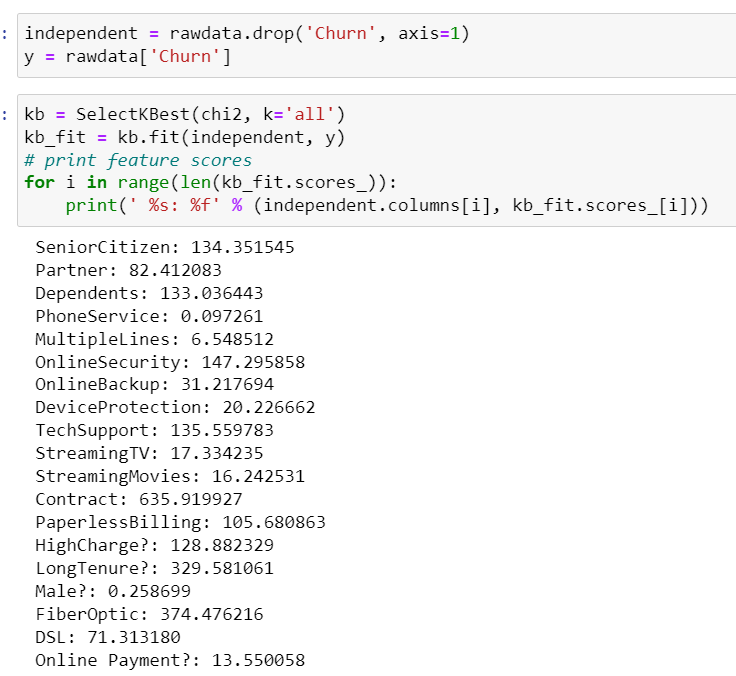 : independent = rawdata.drop('Churn', axis=1)
y = rawdata['Churn']
: kb = SelectKBest(chi2, k='all')
kb_fit = kb.fit(independent, y)
# print feature scores
for i in range(len(kb_fit.scores_)):
    print(' %s: %f' % (independent.columns[i], kb_fit.scores_[i]))
SeniorCitizen: 134.351545
Partner: 82.412083
Dependents: 133.036443
PhoneService: 0.097261
MultipleLines: 6.548512
OnlineSecurity: 147.295858
OnlineBackup: 31.217694
DeviceProtection: 20.226662
TechSupport: 135.559783
StreamingTV: 17.334235
StreamingMovies: 16.242531
Contract: 635.919927
PaperlessBilling: 105.680863
HighCharge?: 128.882329
LongTenure?: 329.581061
Male?: 0.258699
FiberOptic: 374.476216
DSL: 71.313180
Online Payment?: 13.550058